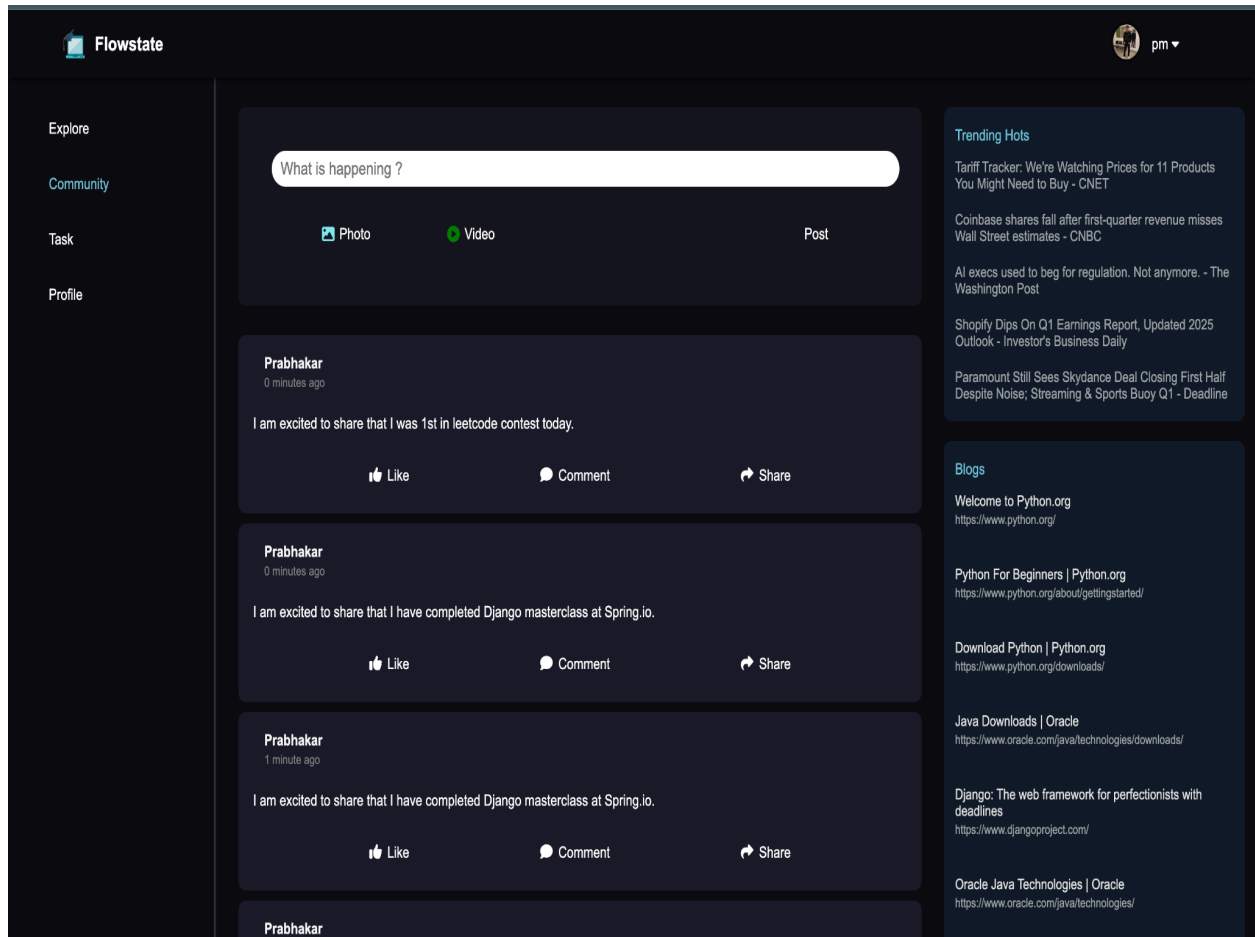 Flowstate
pm
Explore
Community
Task
Profile
What is happening ?
Photo
Video
Post
Prabhakar
0 minutes ago
I am excited to share that I was 1st in leetcode contest today.
Like
Comment
Share
Prabhakar
0 minutes ago
I am excited to share that I have completed Django masterclass at Spring.io.
Like
Comment
Share
Prabhakar
1 minute ago
I am excited to share that I have completed Django masterclass at Spring.io.
Like
Comment
Share
Prabhakar
Trending Hots
Tariff Tracker: We're Watching Prices for 11 Products
You Might Need to Buy - CNET
Coinbase shares fall after first-quarter revenue misses
Wall Street estimates - CNBC
AI execs used to beg for regulation. Not anymore. - The
Washington Post
Shopify Dips On Q1 Earnings Report, Updated 2025
Outlook - Investor's Business Daily
Paramount Still Sees Skydance Deal Closing First Half
Despite Noise; Streaming & Sports Buoy Q1 - Deadline
Blogs
Welcome to Python.org
https://www.python.org/
Python For Beginners | Python.org
https://www.python.org/about/gettingstarted/
Download Python | Python.org
https://www.python.org/downloads/
Java Downloads | Oracle
https://www.oracle.com/java/technologies/downloads/
Django: The web framework for perfectionists with
deadlines
https://www.djangoproject.com/
Oracle Java Technologies | Oracle
https://www.oracle.com/java/technologies/